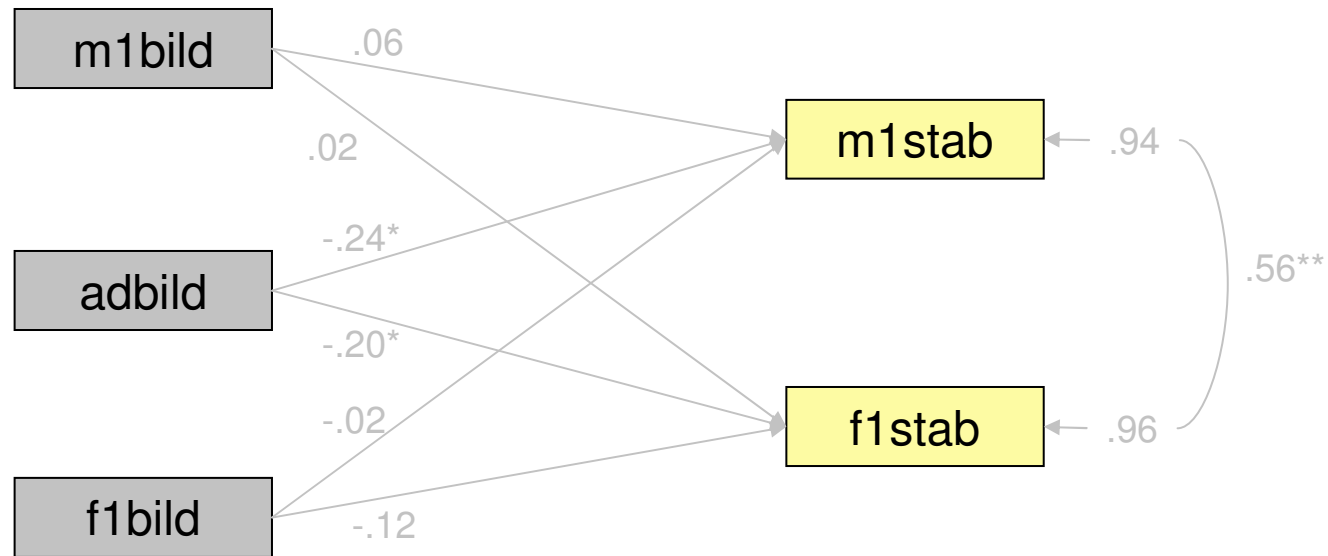 m1bild
.06
m1stab
.94
.02
-.24*
adbild
.56**
-.20*
-.02
f1stab
.96
f1bild
-.12